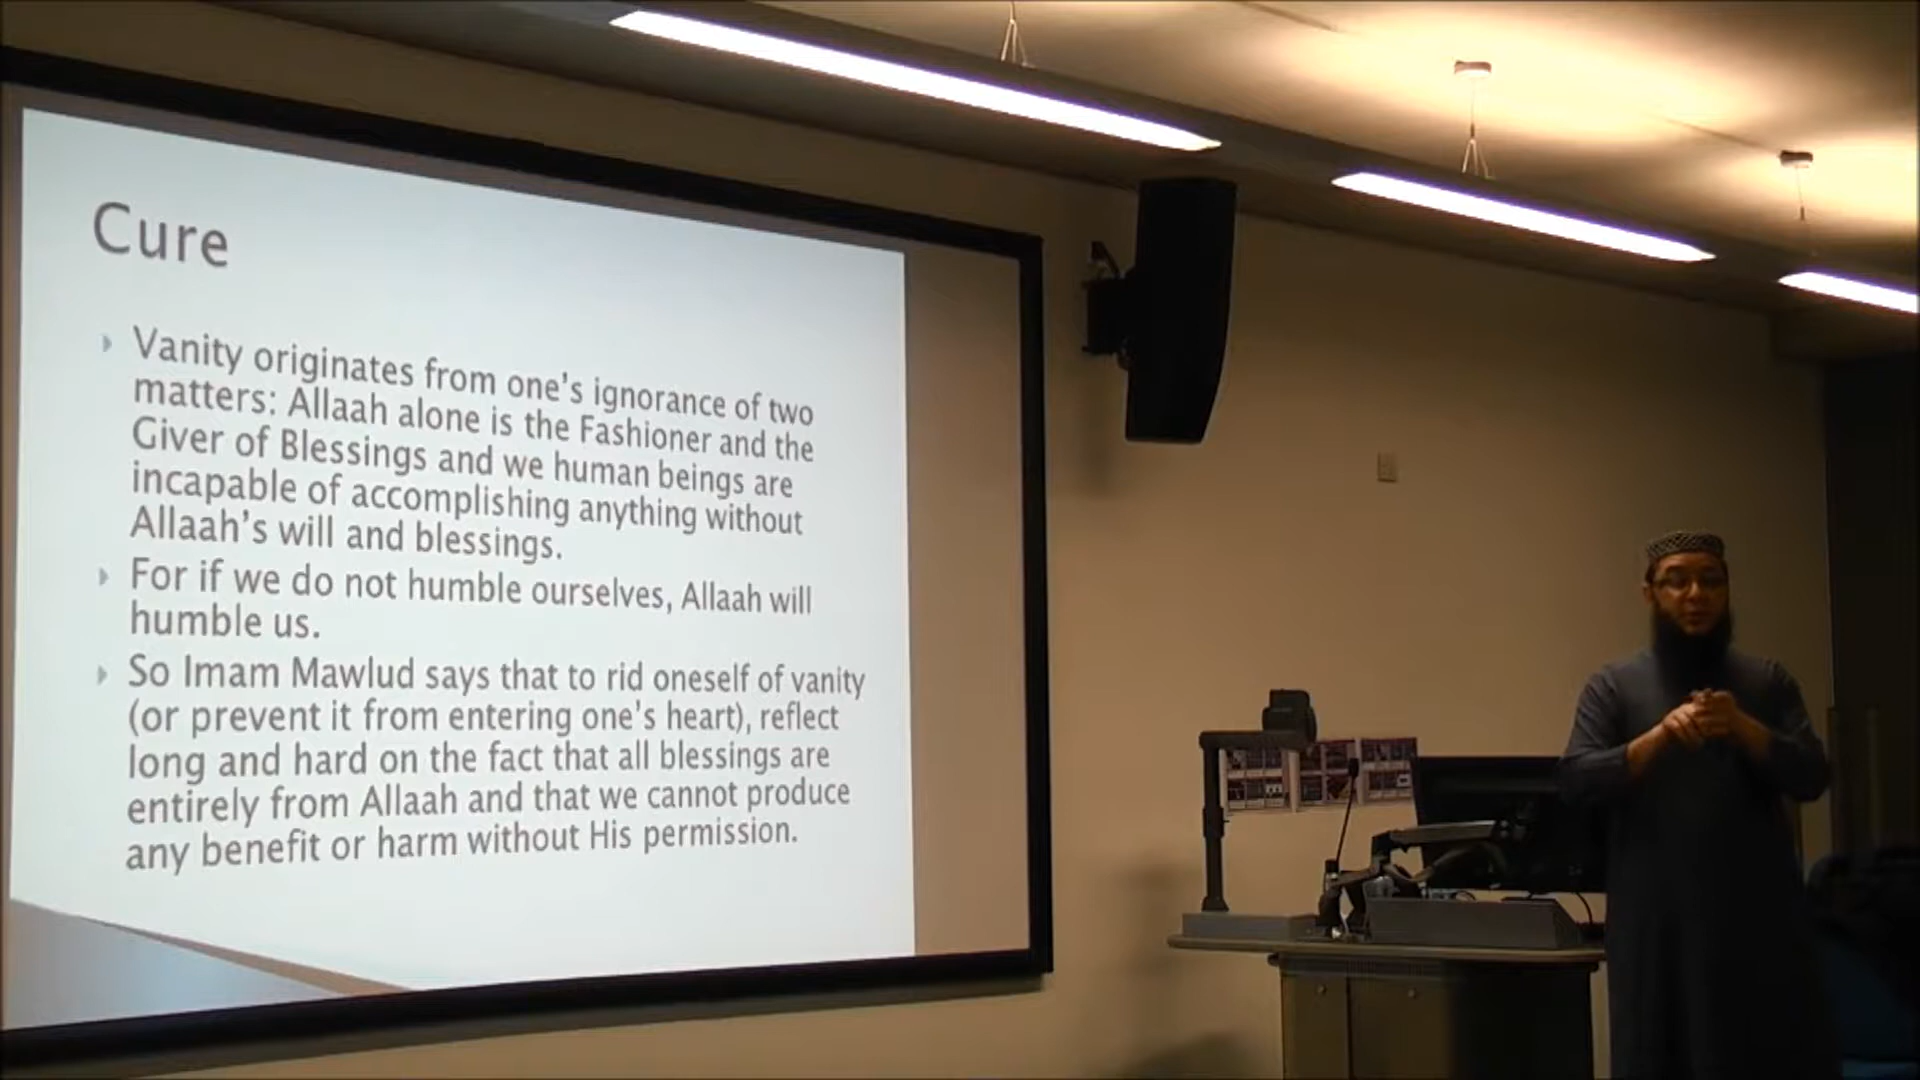 Cure
Vanity originates from one's ignorance of two
matters: Allaah alone is the Fashioner and the
Giver of Blessings and we human beings are
incapable of accomplishing anything without
Allaah's will and blessings.
For if we do not humble ourselves, Allaah will
humble us.
So Imam Mawlud says that to rid oneself of vanity
(or prevent it from entering one's heart), reflect
long and hard on the fact that all blessings are
entirely from Allaah and that we cannot produce
any benefit or harm without His permission.